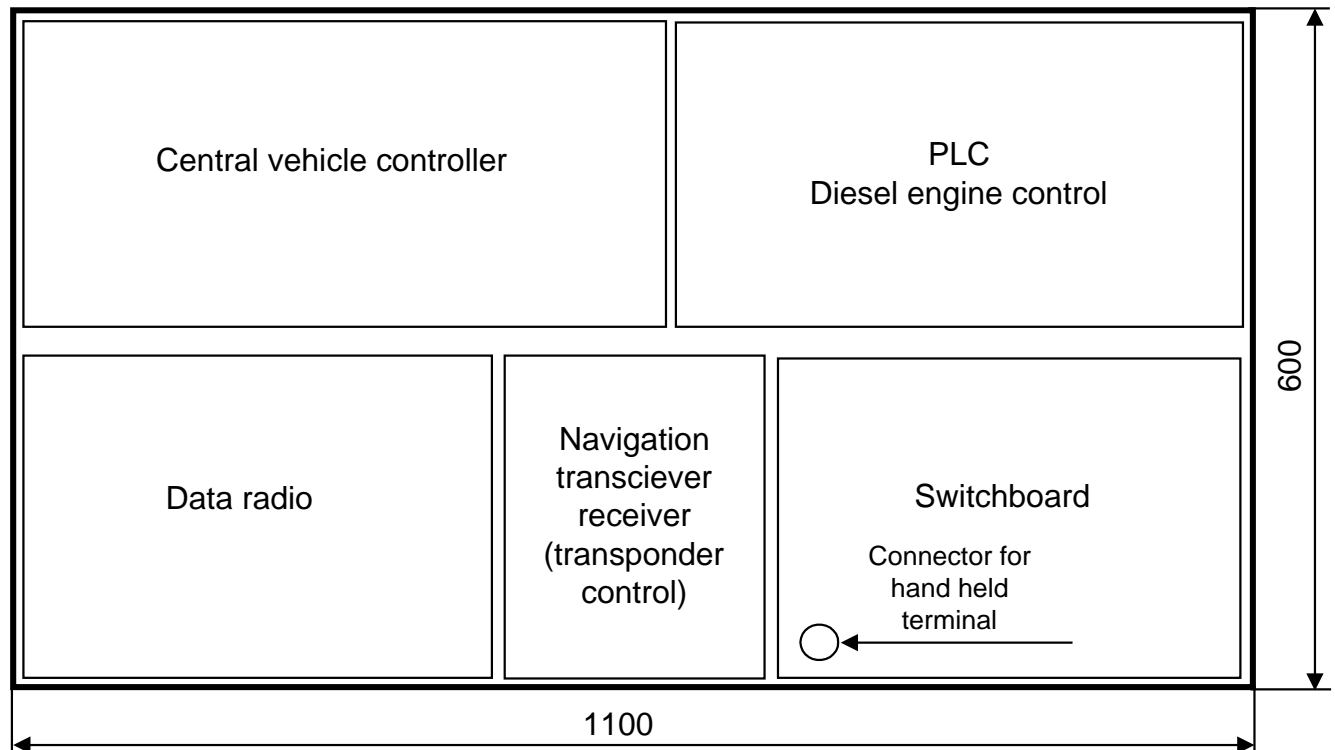 Central vehicle controller
PLC
Diesel engine control
600
Data radio
Navigation
transciever
receiver
(transponder
control)
Switchboard
Connector for
hand held
terminal
1100